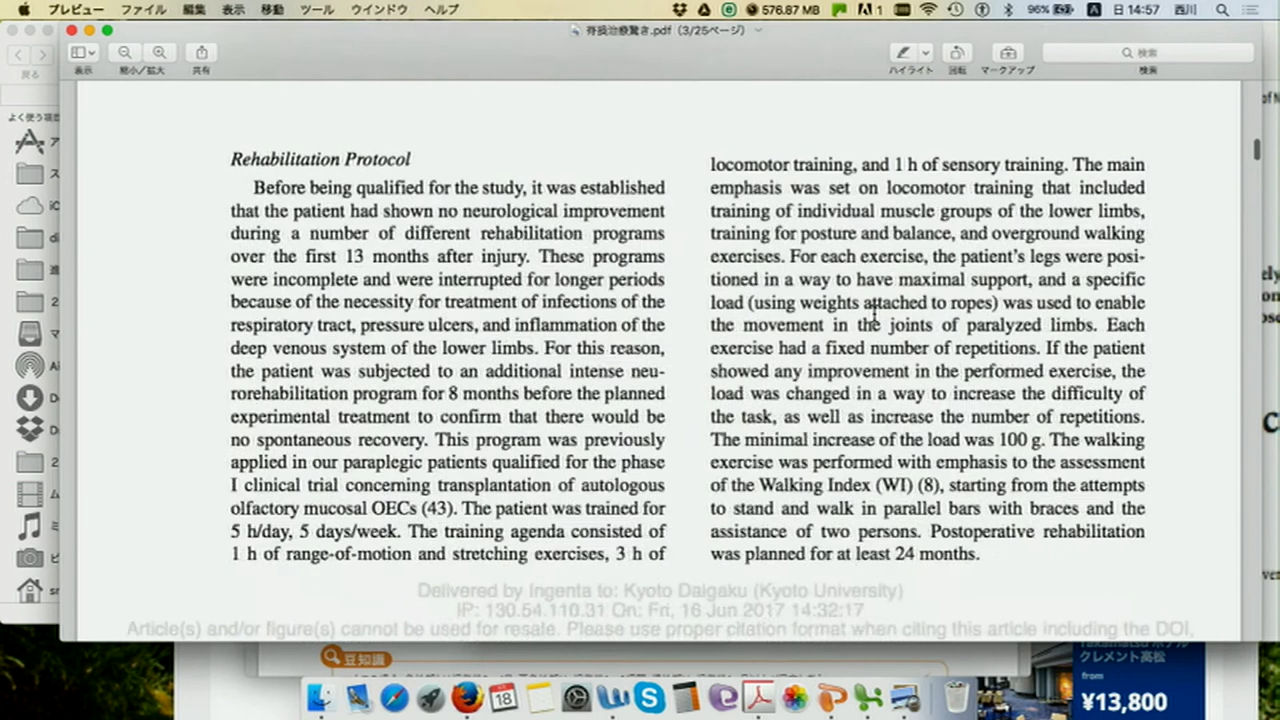 プレビュー ファイル 編集 表示 移動 ツール ウインドウ ヘルプ
576.87 MB 1 96% A 日 14:57 西川
脊損治療驚き.pdf（3/25ページ）
戻る 表示 縮小/拡大 共有 ハイライト 回転 マークアップ 検索
検索
よく使う項目
Rehabilitation Protocol
Before being qualified for the study, it was established
that the patient had shown no neurological improvement
during a number of different rehabilitation programs
over the first 13 months after injury. These programs
were incomplete and were interrupted for longer periods
because of the necessity for treatment of infections of the
respiratory tract, pressure ulcers, and inflammation of the
deep venous system of the lower limbs. For this reason,
the patient was subjected to an additional intense neu-
rorehabilitation program for 8 months before the planned
experimental treatment to confirm that there would be
no spontaneous recovery. This program was previously
applied in our paraplegic patients qualified for the phase
I clinical trial concerning transplantation of autologous
olfactory mucosal OECs (43). The patient was trained for
5 h/day, 5 days/week. The training agenda consisted of
1 h of range-of-motion and stretching exercises, 3 h of
locomotor training, and 1 h of sensory training. The main
emphasis was set on locomotor training that included
training of individual muscle groups of the lower limbs,
training for posture and balance, and overground walking
exercises. For each exercise, the patient's legs were posi-
tioned in a way to have maximal support, and a specific
load (using weights attached to ropes) was used to enable
the movement in the joints of paralyzed limbs. Each
exercise had a fixed number of repetitions. If the patient
showed any improvement in the performed exercise, the
load was changed in a way to increase the difficulty of
the task, as well as increase the number of repetitions.
The minimal increase of the load was 100 g. The walking
exercise was performed with emphasis to the assessment
of the Walking Index (WI) (8), starting from the attempts
to stand and walk in parallel bars with braces and the
assistance of two persons. Postoperative rehabilitation
was planned for at least 24 months.
Delivered by Ingenta to: Kyoto Daigaku (Kyoto University)
IP: 130.54.110.31 On: Fri, 16 Jun 2017 14:32:17
Article(s) and/or figure(s) cannot be used for resale. Please use proper citation format when citing this article including the DOI,
豆知識
クレメント高松
from
¥13,800
18